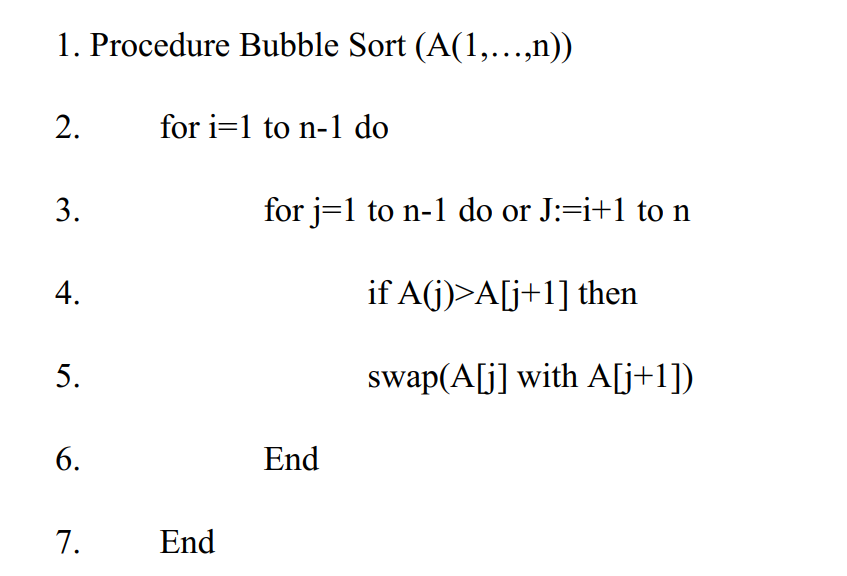 1. Procedure Bubble Sort (A(1,…,n))
2. for i=1 to n-1 do
3. for j=1 to n-1 do or J:=i+1 to n
4. if A(j)>A[j+1] then
5. swap(A[j] with A[j+1])
6. End
7. End